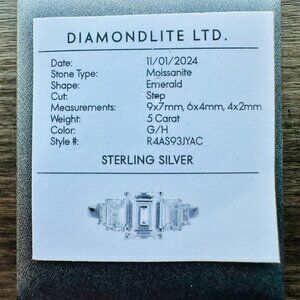 DIAMONDLITE LTD.
Date: 11/01/2024
Stone Type: Moissanite
Shape: Emerald
Cut: Step
Measurements: 9x7mm, 6x4mm, 4x2mm
Weight: 5 Carat
Color: G/H
Style #: R4AS93JYAC
STERLING SILVER